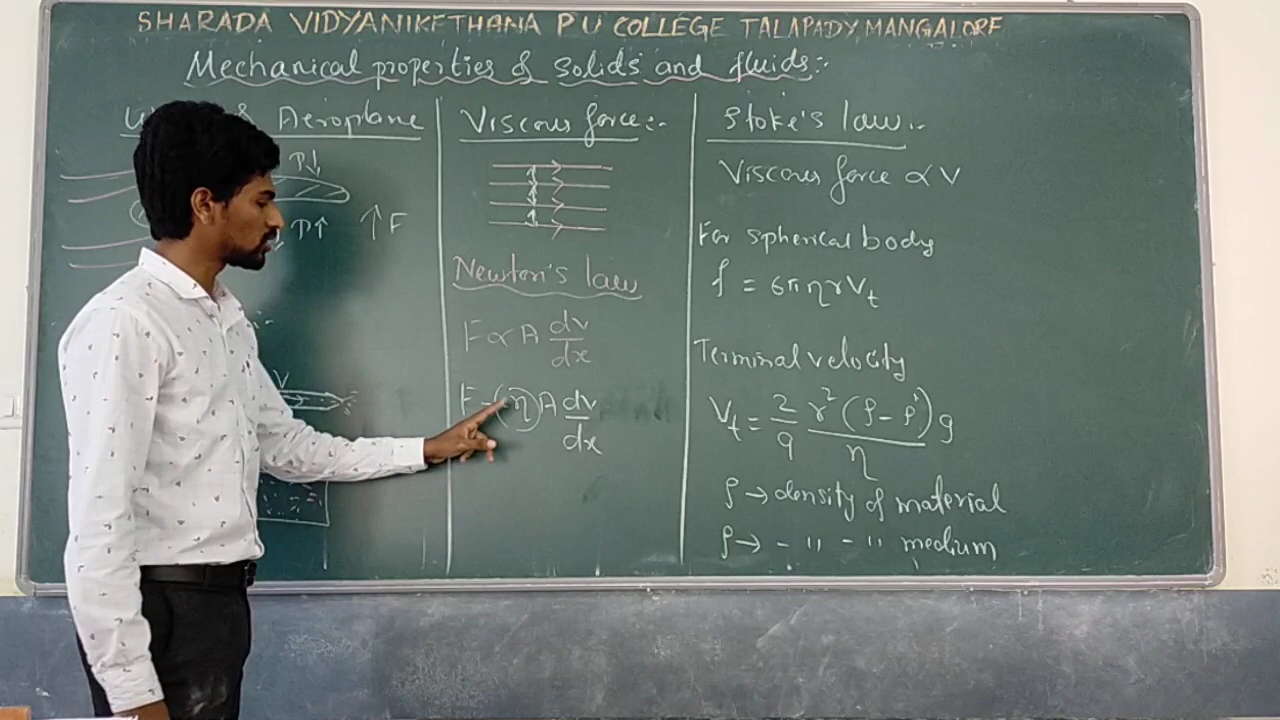 SHARADA VIDYANIKETHANA P U COLLEGE TALAPADY MANGALORE
Mechanical properties of solids and fluids:-
Aeroplane
P↓
P↑ ↑F
V
Viscous force:-
Newton's law
F∝A dv/dx
F=(η)A dv/dx
Stoke's law:-
Viscous force ∝ V
For spherical body
f = 6πηrVt
Terminal velocity
Vt = 2/9 r²(ρ-ρ')g/η
ρ→density of material
ρ→ - " - " medium